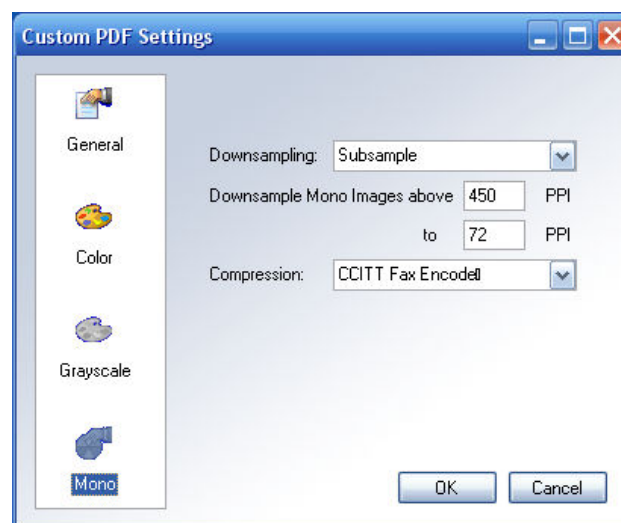 Custom PDF Settings
General
Color
Grayscale
Mono
Downsampling: Subsample
Downsample Mono Images above 450 PPI
to 72 PPI
Compression: CCITT Fax Encode
OK Cancel